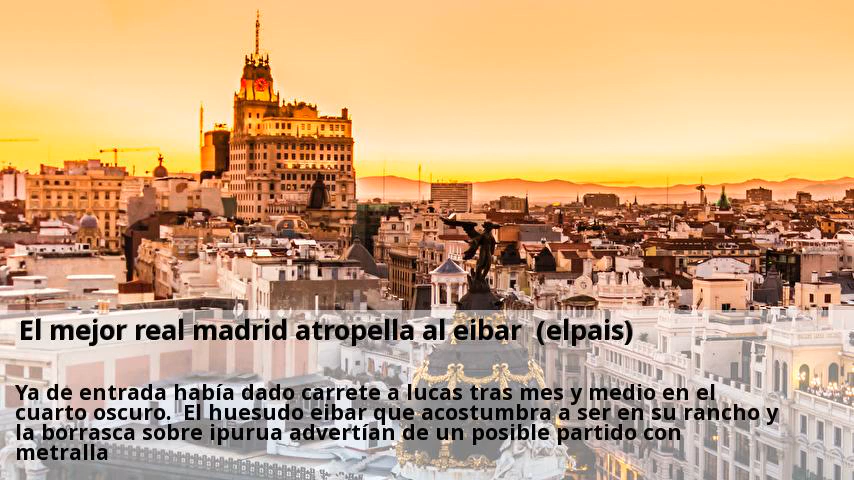 El mejor real madrid atropella al eibar (elpais)
Ya de entrada había dado carrete a lucas tras mes y medio en el
cuarto oscuro. El huesudo eibar que acostumbra a ser en su rancho y
la borrasca sobre ipurua advertían de un posible partido con
metralla